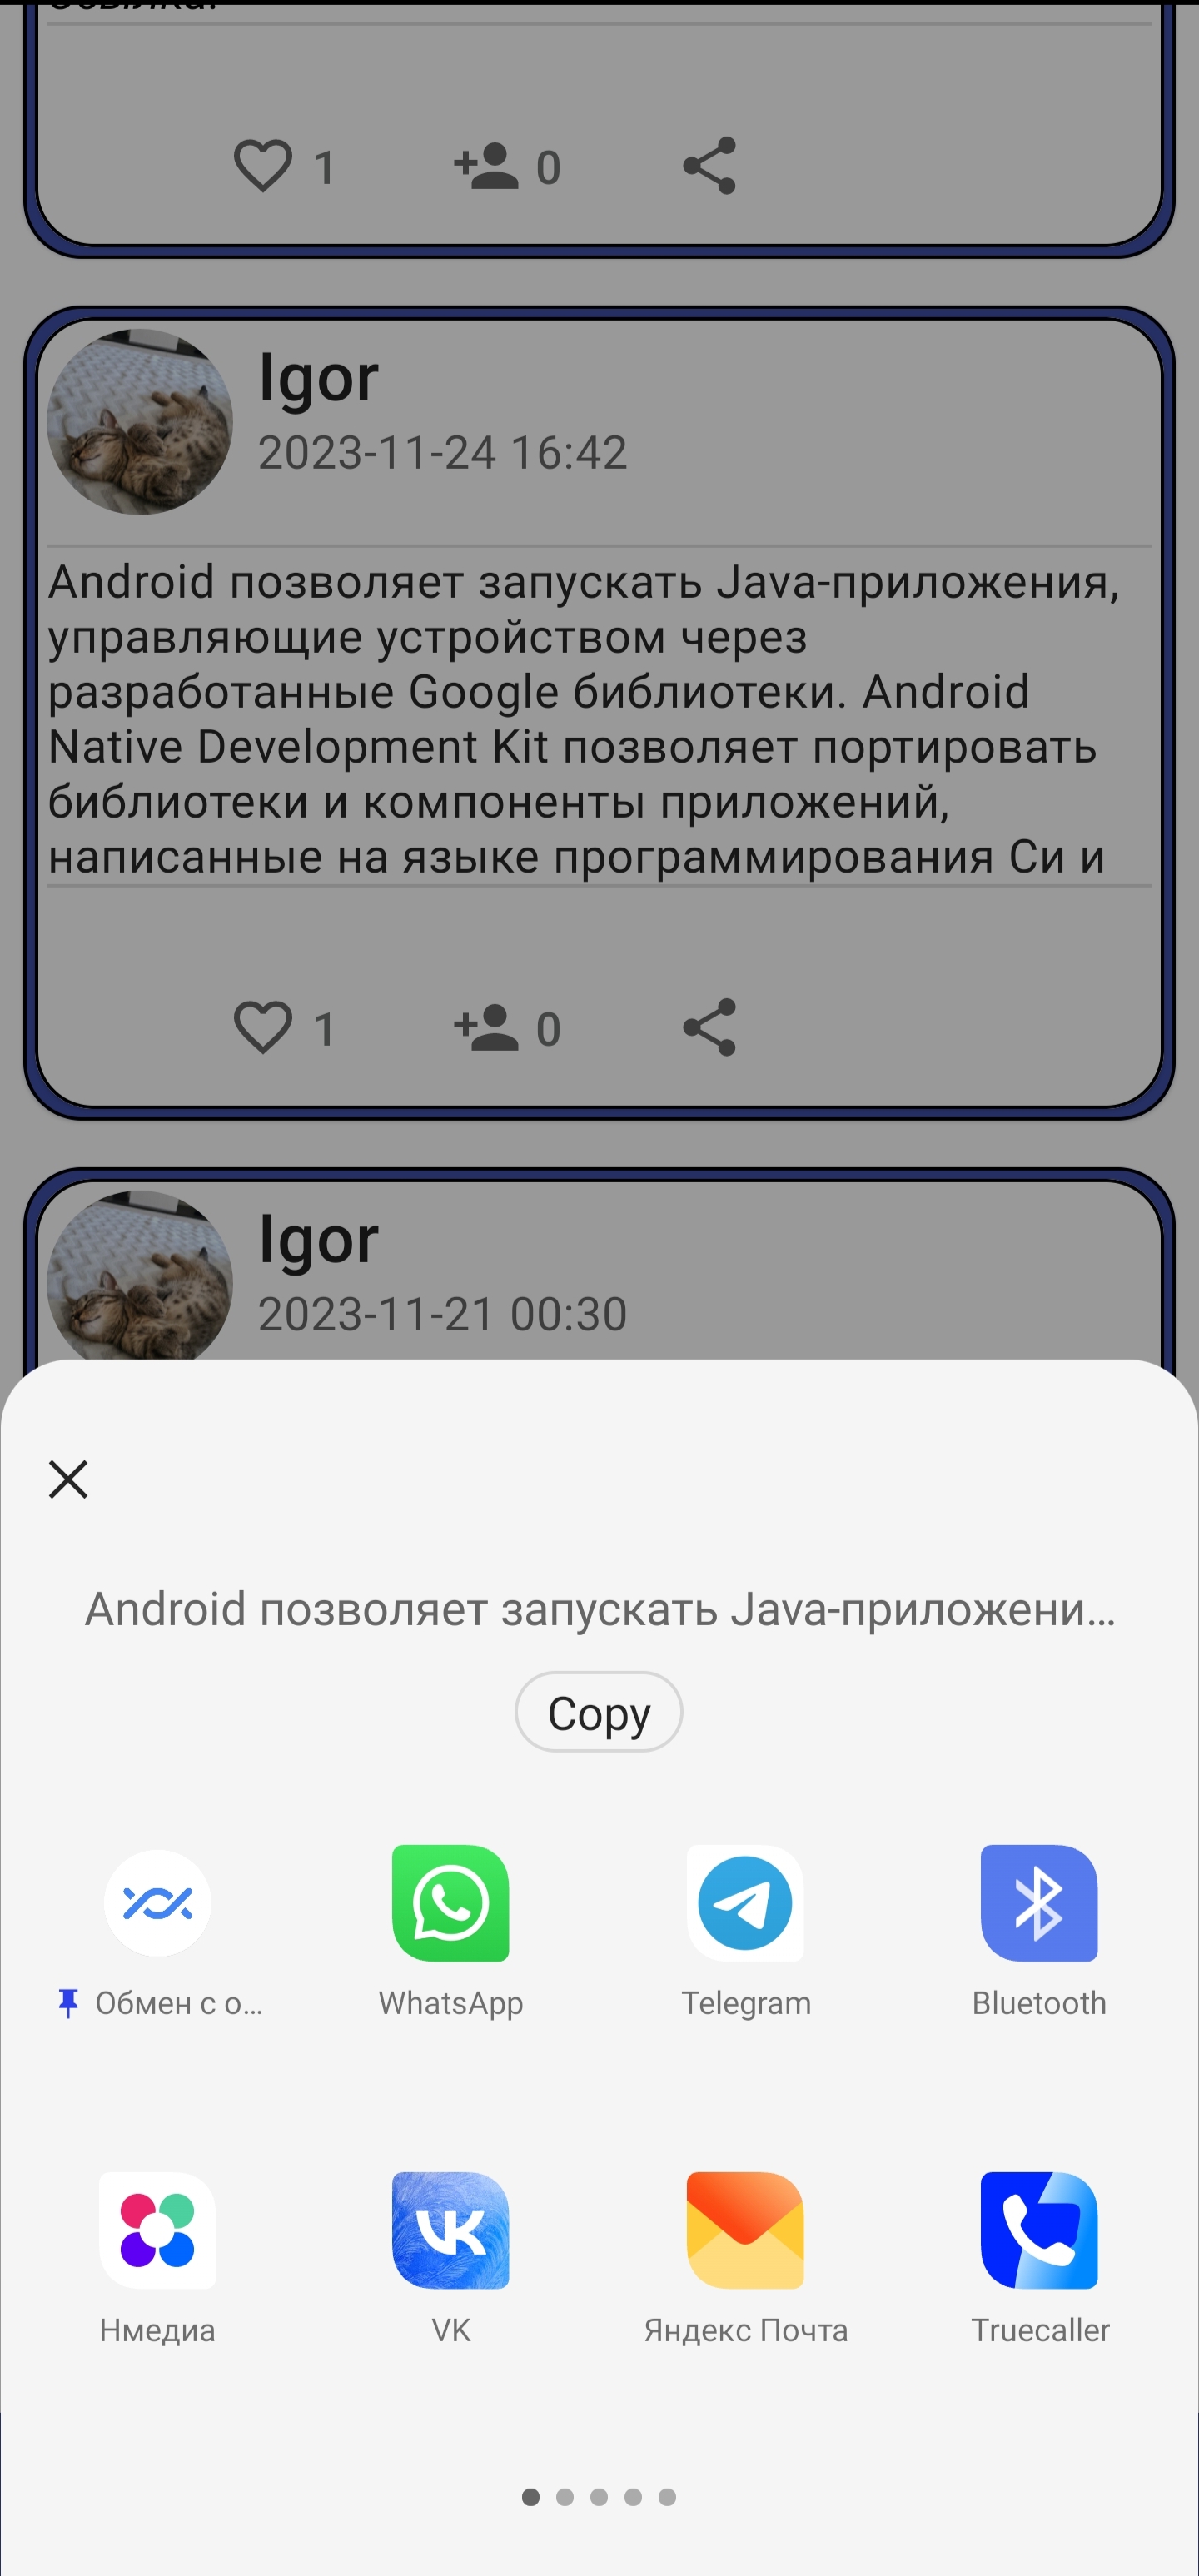 1 0
Igor
2023-11-24 16:42
Android позволяет запускать Java-приложения,
управляющие устройством через
разработанные Google библиотеки. Android
Native Development Kit позволяет портировать
библиотеки и компоненты приложений,
написанные на языке программирования Си и
1 0
Igor
2023-11-21 00:30
Android позволяет запускать Java-приложени...
Copy
Обмен с о... WhatsApp Telegram Bluetooth
Нмедиа VK Яндекс Почта Truecaller